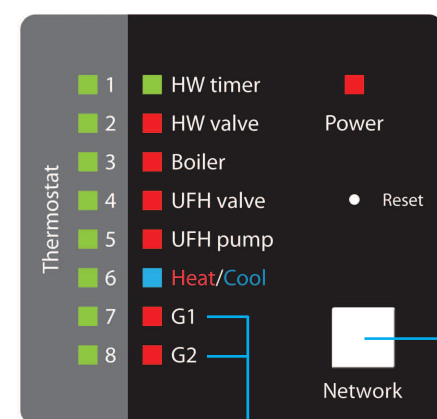 Thermostat
1 HW timer
2 HW valve
3 Boiler
4 UFH valve
5 UFH pump
6 Heat/Cool
7 G1
8 G2
Power
Reset
Network